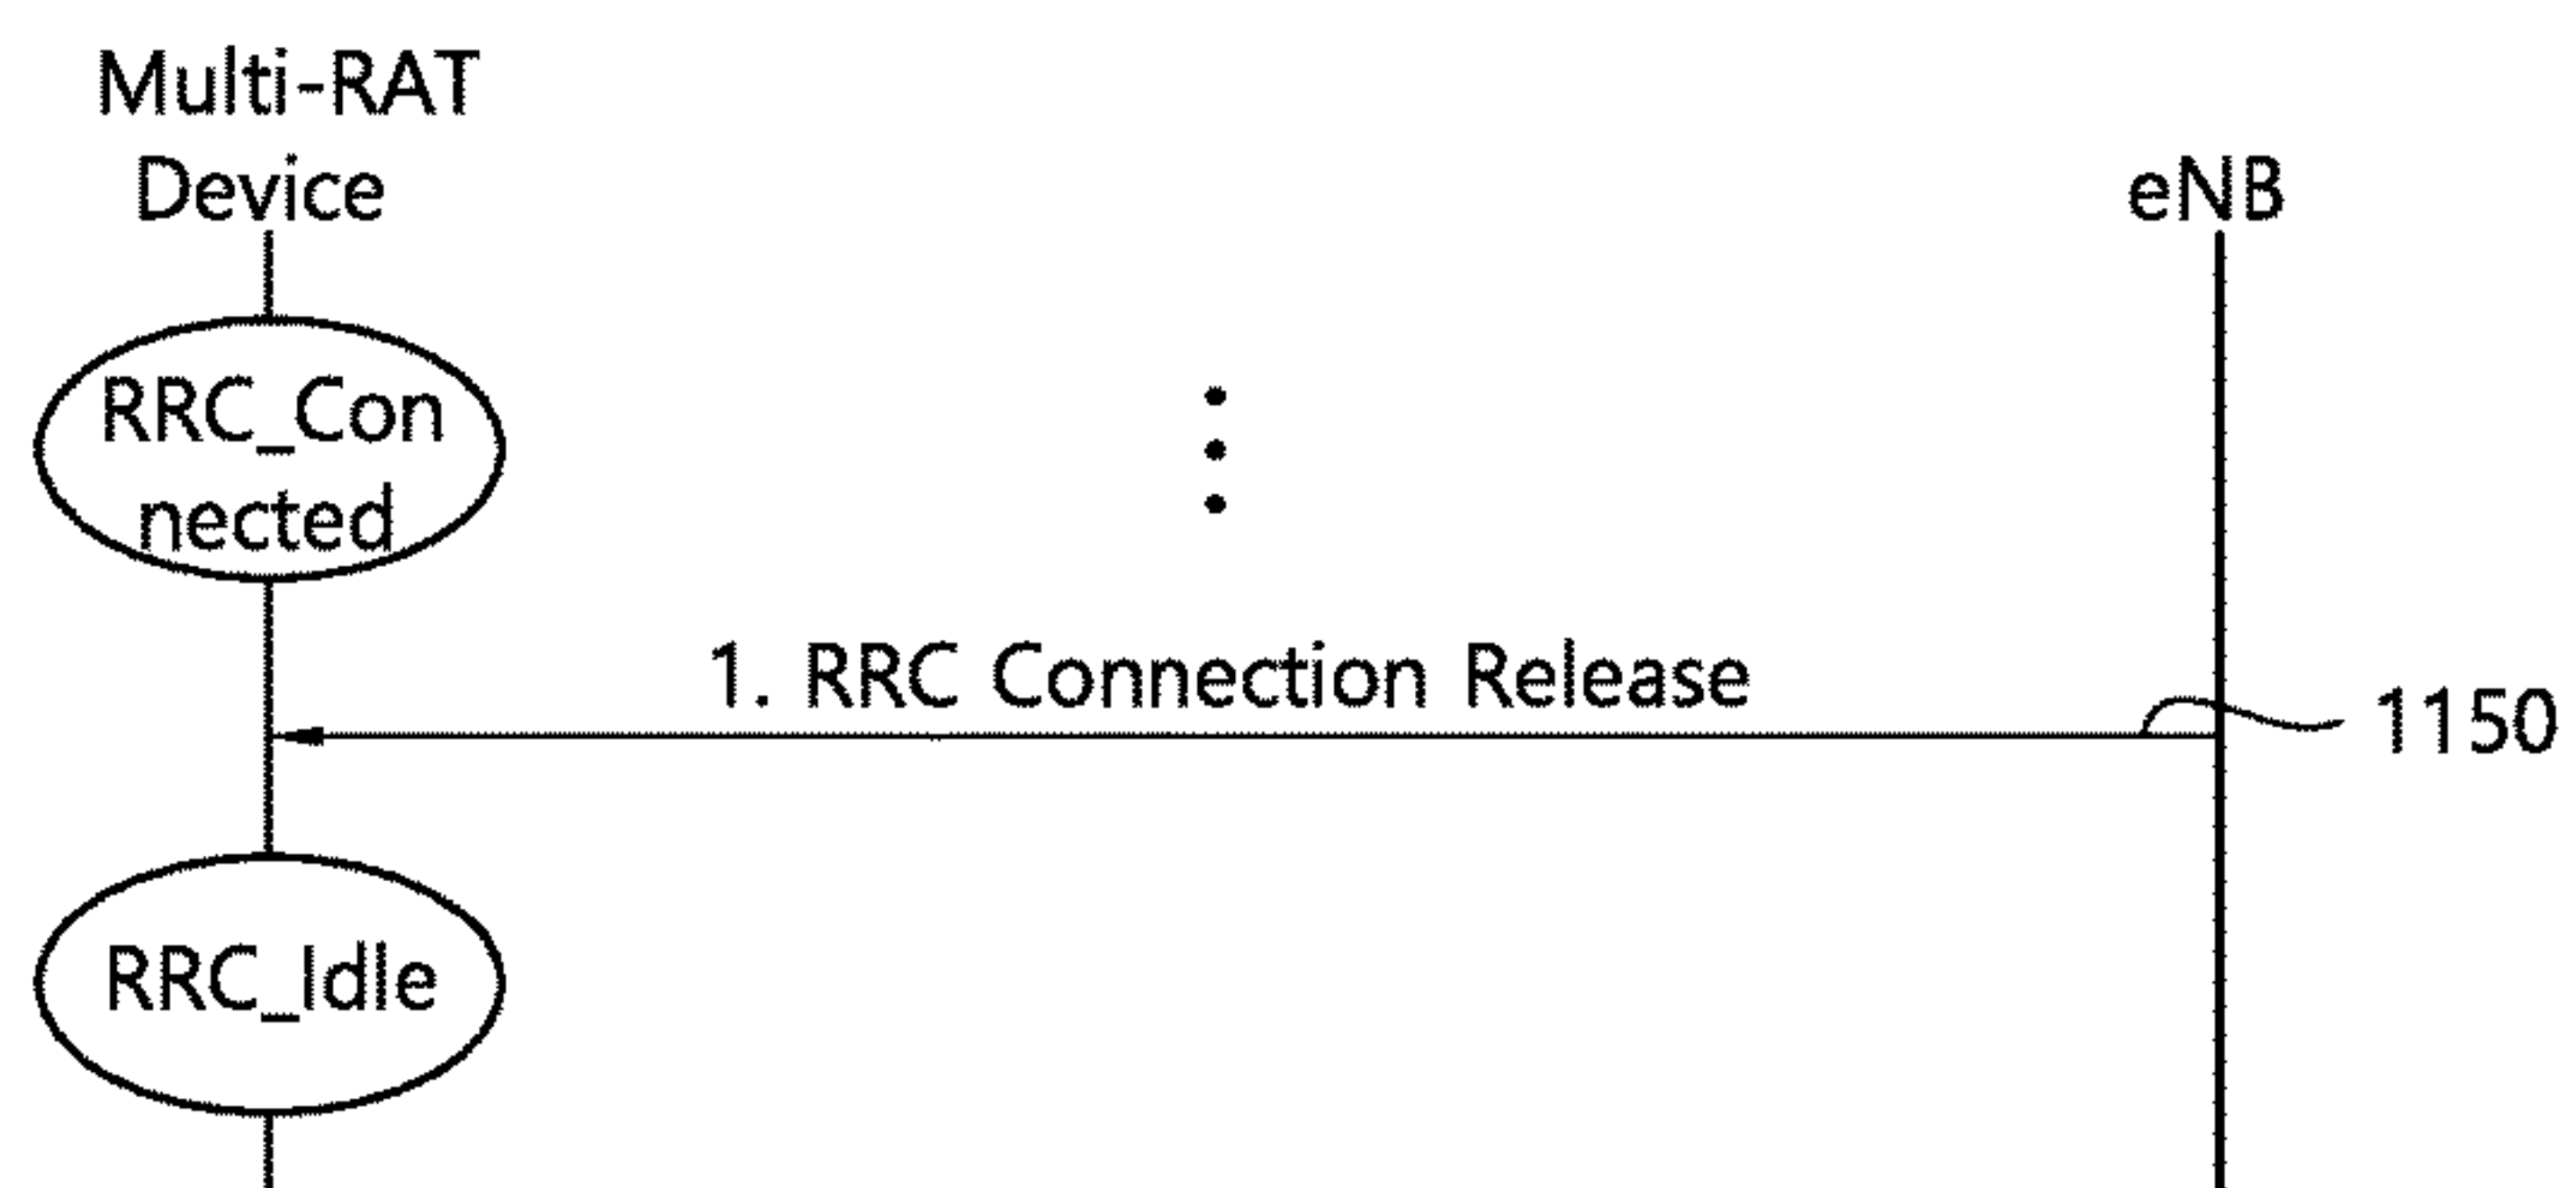 Multi-RAT
Device
eNB
RRC_Con
nected
1. RRC Connection Release
1150
RRC_Idle